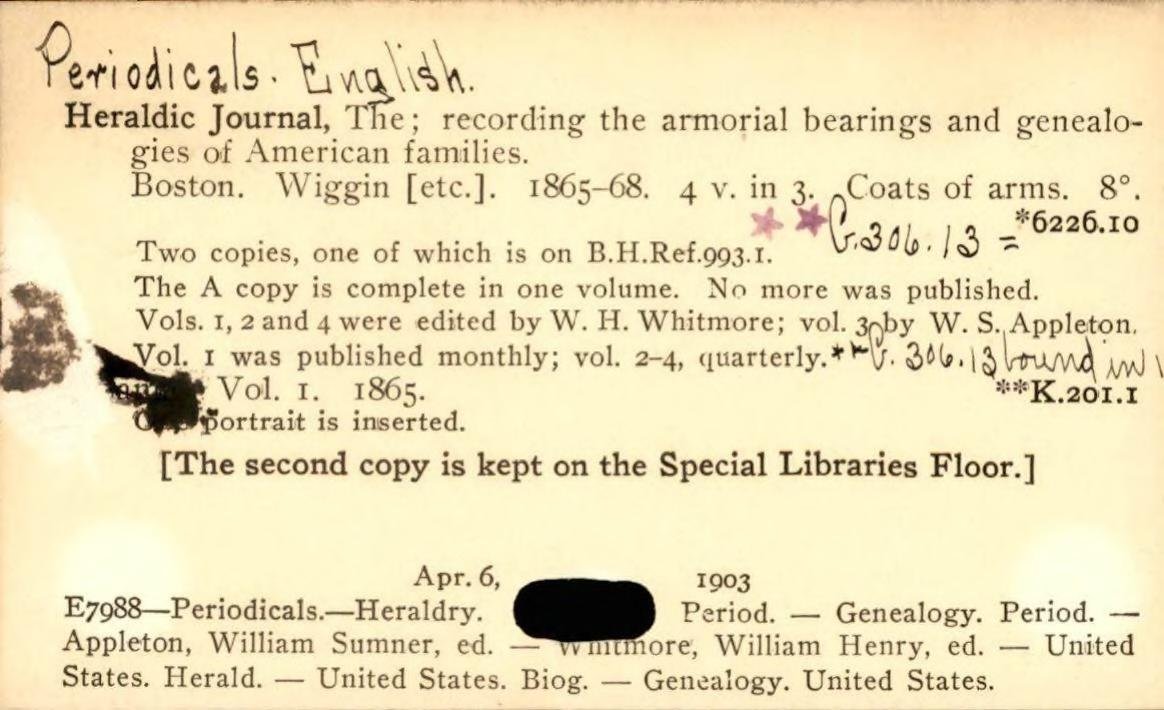 Periodicals. English.
Heraldic Journal, The; recording the armorial bearings and genealo-
gies of American families.
Boston. Wiggin [etc.]. 1865–68. 4 v. in 3. Coats of arms. 8°.
G.306.13 = *6226.10
Two copies, one of which is on B.H.Ref.993.1.
The A copy is complete in one volume. No more was published.
Vols. 1, 2 and 4 were edited by W. H. Whitmore; vol. 3, by W. S. Appleton.
Vol. 1 was published monthly; vol. 2–4, quarterly. **G.306.13 bound in 1
Vol. 1. 1865. **K.201.1
portrait is inserted.
[The second copy is kept on the Special Libraries Floor.]
Apr. 6, 1903
E7988—Periodicals.—Heraldry. Period. — Genealogy. Period. —
Appleton, William Sumner, ed. — Whitmore, William Henry, ed. — United
States. Herald. — United States. Biog. — Genealogy. United States.